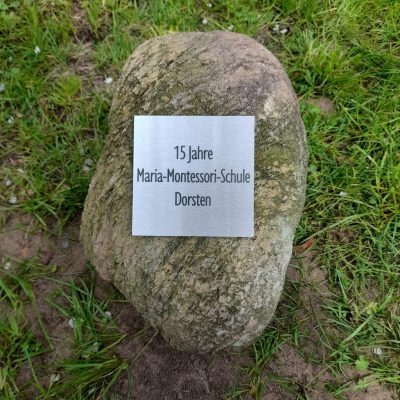 15 Jahre
Maria-Montessori-Schule
Dorsten